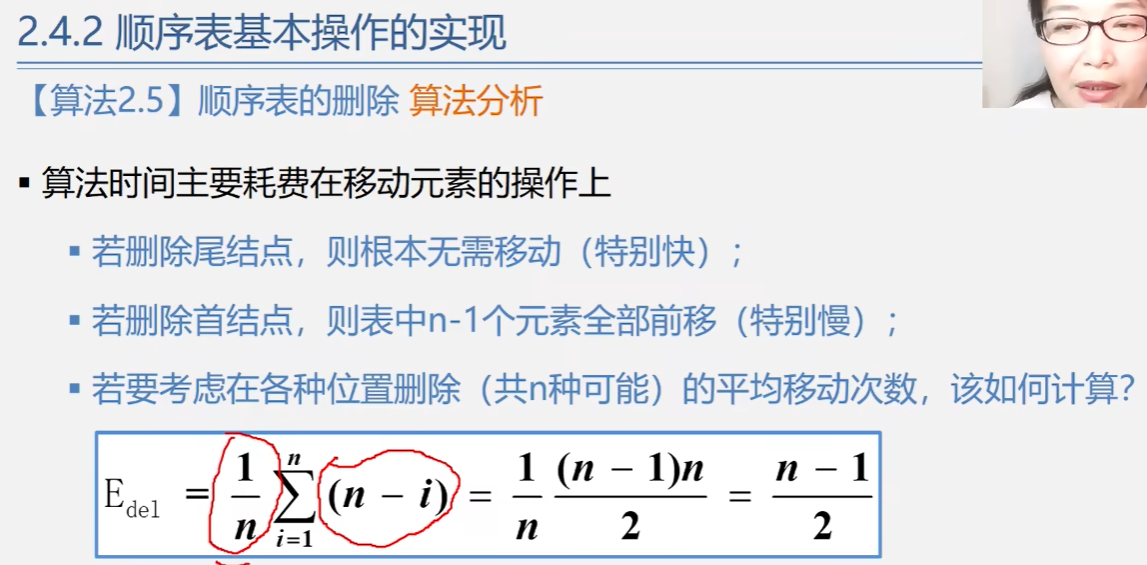 2.4.2 顺序表基本操作的实现
【算法2.5】顺序表的删除 算法分析
▪ 算法时间主要耗费在移动元素的操作上
▪ 若删除尾结点，则根本无需移动（特别快）；
▪ 若删除首结点，则表中n-1个元素全部前移（特别慢）；
▪ 若要考虑在各种位置删除（共n种可能）的平均移动次数，该如何计算？
E_del = \frac{1}{n} \sum_{i=1}^{n} (n - i) = \frac{1}{n} \frac{(n - 1)n}{2} = \frac{n - 1}{2}